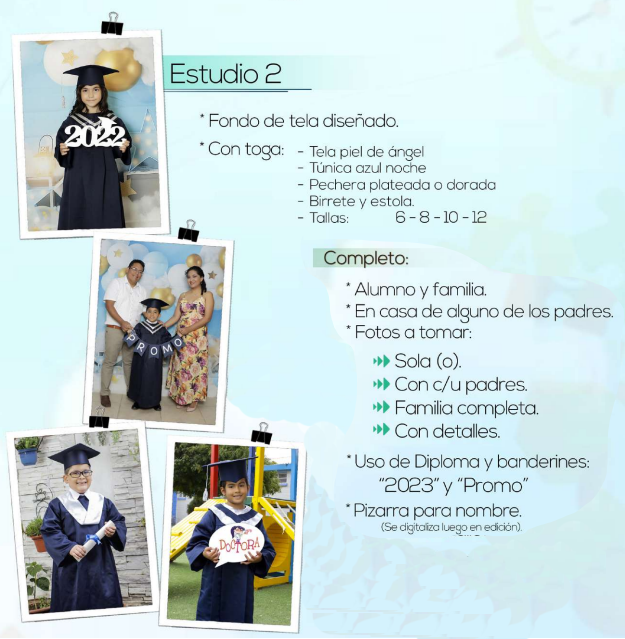 Estudio 2
* Fondo de tela diseñado.
* Con toga:
- Tela piel de ángel
- Túnica azul noche
- Pechera plateada o dorada
- Birrete y estola.
- Tallas: 6 - 8 - 10 - 12
2022
Completo:
* Alumno y familia.
* En casa de alguno de los padres.
* Fotos a tomar:
Sola (o).
Con c/u padres.
Familia completa.
Con detalles.
PROMO
* Uso de Diploma y banderines:
"2023" y "Promo"
* Pizarra para nombre.
(Se digitaliza luego en edición).
DOCTORA